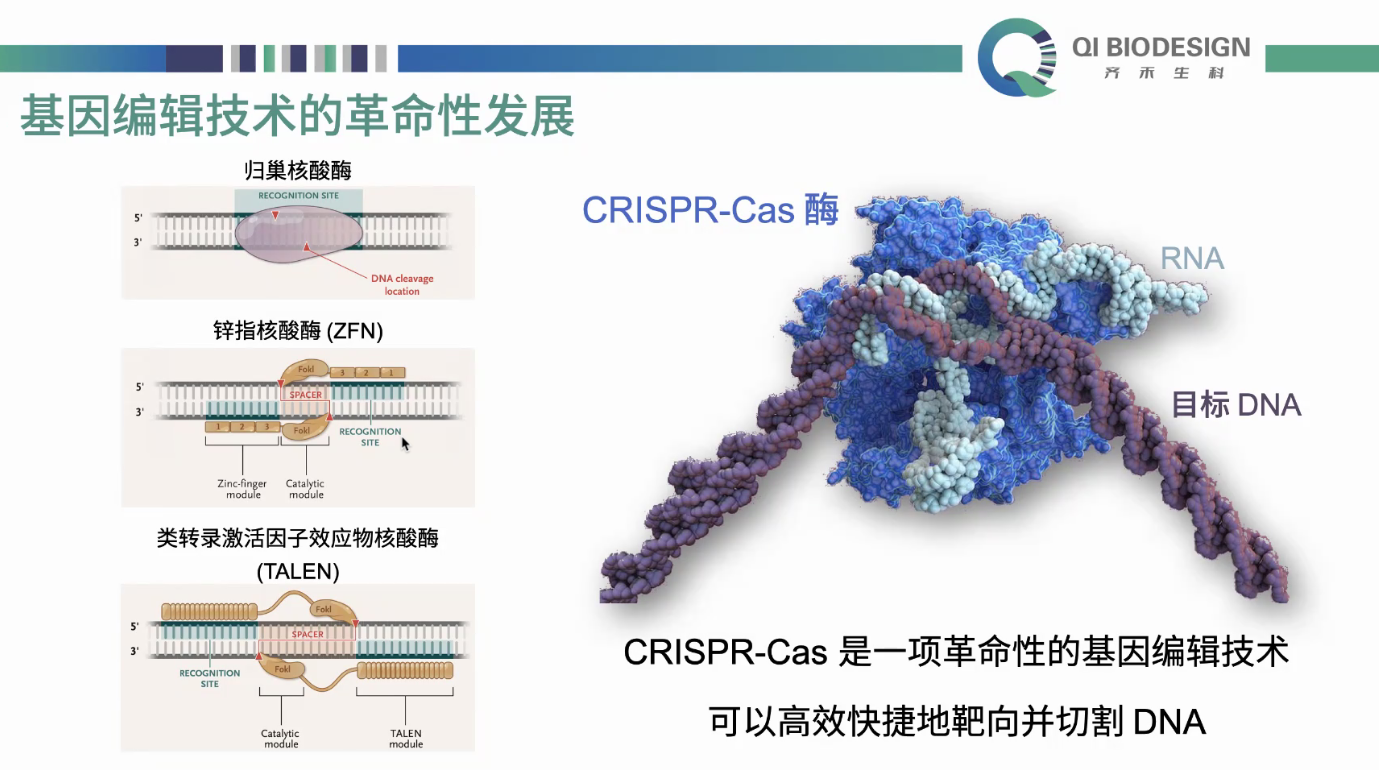 QI BIODESIGN
齐禾生科
基因编辑技术的革命性发展
归巢核酸酶
RECOGNITION SITE
5'
3'
DNA cleavage
location
锌指核酸酶 (ZFN)
FokI
3 2 1
5'
SPACER
3'
1 2 3
FokI
RECOGNITION
SITE
Zinc-finger
module
Catalytic
module
类转录激活因子效应物核酸酶
(TALEN)
FokI
5'
SPACER
3'
RECOGNITION
SITE
FokI
Catalytic
module
TALEN
module
CRISPR-Cas 酶
RNA
目标 DNA
CRISPR-Cas 是一项革命性的基因编辑技术
可以高效快捷地靶向并切割 DNA